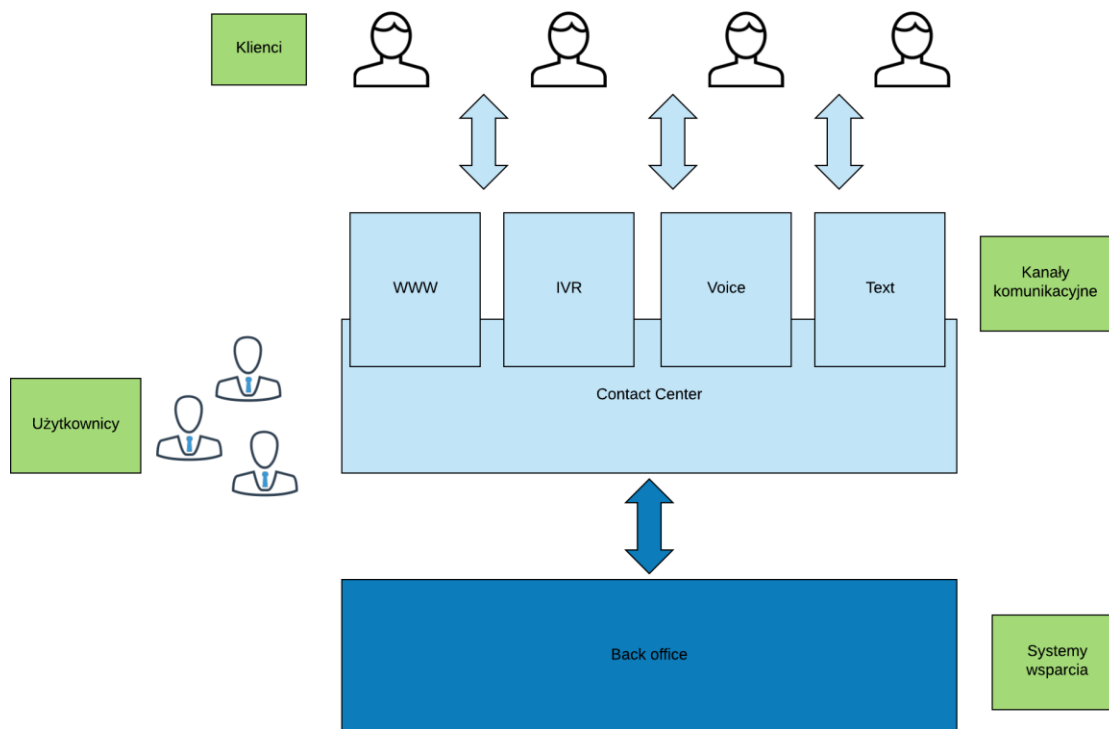 Klienci
WWW
IVR
Voice
Text
Kanały
komunikacyjne
Contact Center
Użytkownicy
Back office
Systemy
wsparcia